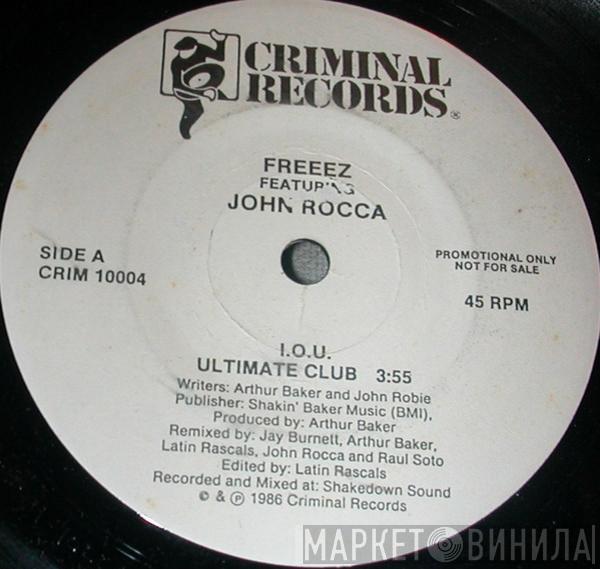 CRIMINAL
RECORDS®
FREEEZ
FEATURING
JOHN ROCCA
SIDE A
CRIM 10004
PROMOTIONAL ONLY
NOT FOR SALE
45 RPM
I.O.U.
ULTIMATE CLUB 3:55
Writers: Arthur Baker and John Robie
Publisher: Shakin' Baker Music (BMI),
Produced by: Arthur Baker
Remixed by: Jay Burnett, Arthur Baker,
Latin Rascals, John Rocca and Raul Soto
Edited by: Latin Rascals
Recorded and Mixed at: Shakedown Sound
© & ℗ 1986 Criminal Records
МАРКЕТ ВИНИЛА